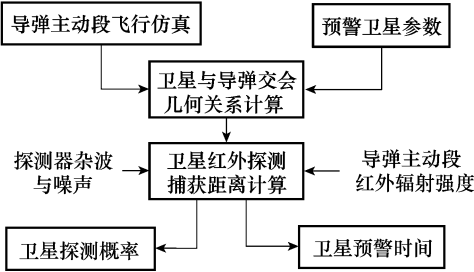 导弹主动段飞行仿真
预警卫星参数
卫星与导弹交会
几何关系计算
探测器杂波
与噪声
卫星红外探测
捕获距离计算
导弹主动段
红外辐射强度
卫星探测概率
卫星预警时间